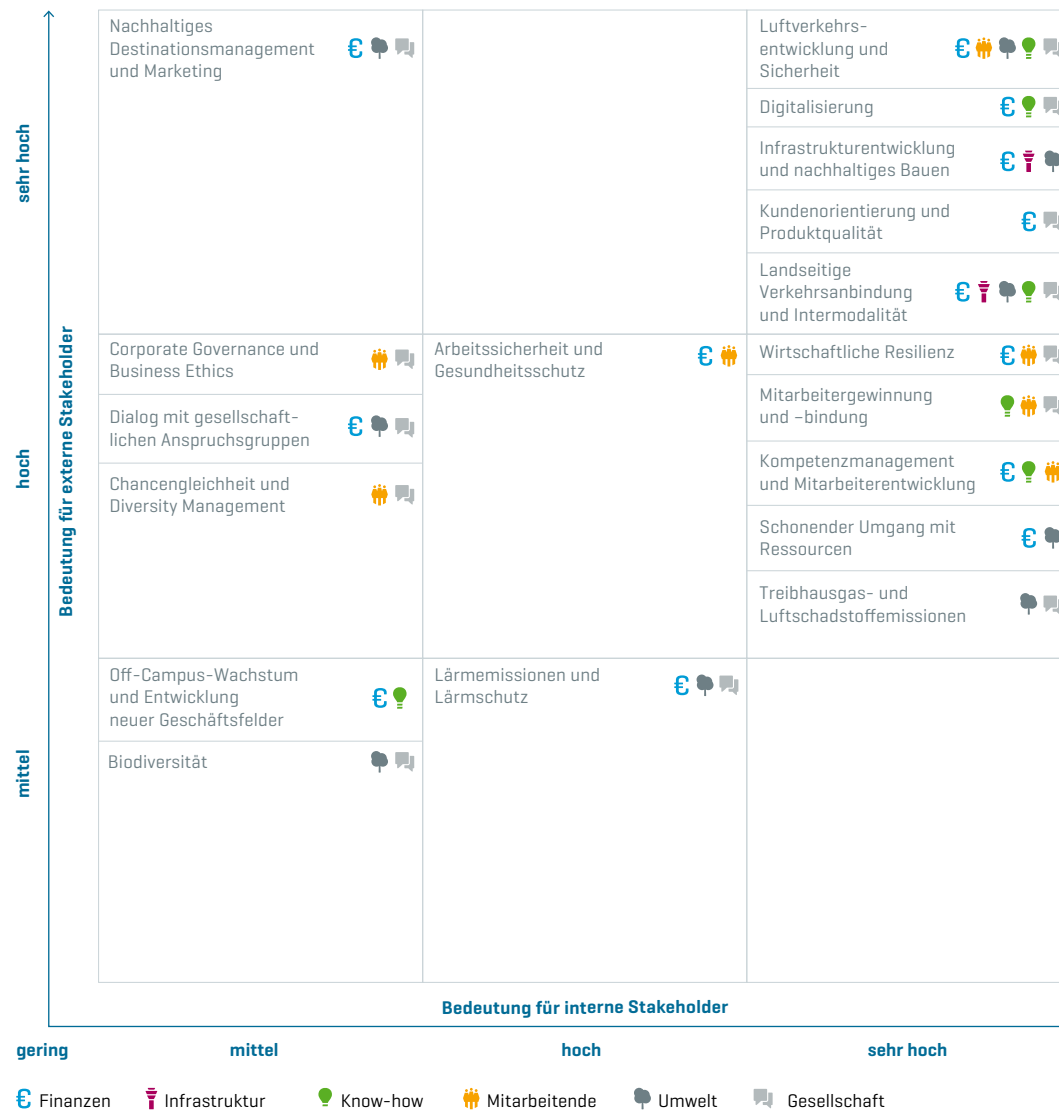 sehr hoch
hoch
mittel
Bedeutung für externe Stakeholder
Nachhaltiges
Destinationsmanagement
und Marketing
Luftverkehrs-
entwicklung und
Sicherheit
Digitalisierung
Infrastrukturentwicklung
und nachhaltiges Bauen
Kundenorientierung und
Produktqualität
Landseitige
Verkehrsanbindung
und Intermodalität
Corporate Governance und
Business Ethics
Dialog mit gesellschaft-
lichen Anspruchsgruppen
Chancengleichheit und
Diversity Management
Arbeitssicherheit und
Gesundheitsschutz
Wirtschaftliche Resilienz
Mitarbeitergewinnung
und –bindung
Kompetenzmanagement
und Mitarbeiterentwicklung
Schonender Umgang mit
Ressourcen
Treibhausgas- und
Luftschadstoffemissionen
Off-Campus-Wachstum
und Entwicklung
neuer Geschäftsfelder
Biodiversität
Lärmemissionen und
Lärmschutz
Bedeutung für interne Stakeholder
gering mittel hoch sehr hoch
€ Finanzen Infrastruktur Know-how Mitarbeitende Umwelt Gesellschaft